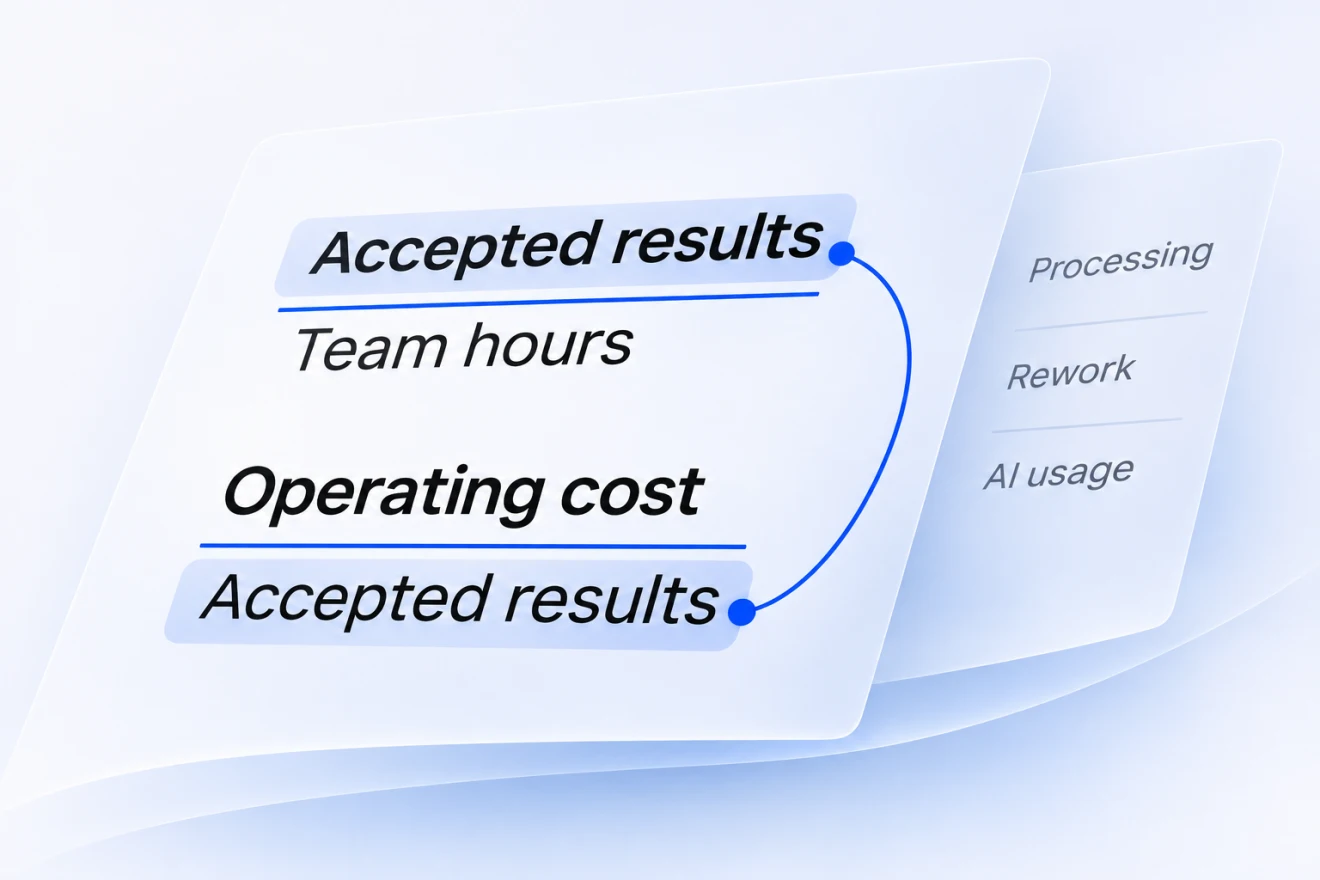 Accepted results
Team hours
Operating cost
Accepted results
Processing
Rework
AI usage